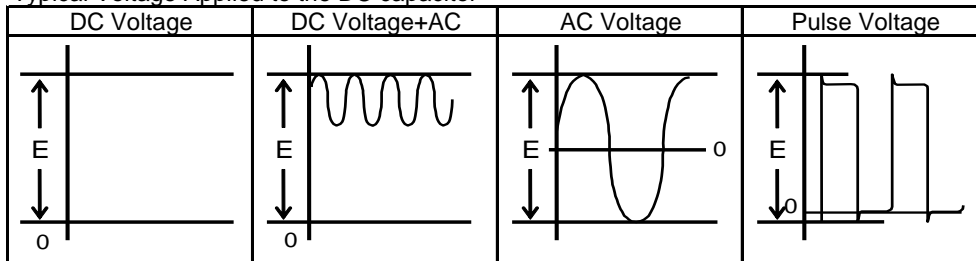 Typical Voltage Applied to the DC capacitor
DC Voltage
DC Voltage+AC
AC Voltage
Pulse Voltage
E
0
E
0
E
0
E
0